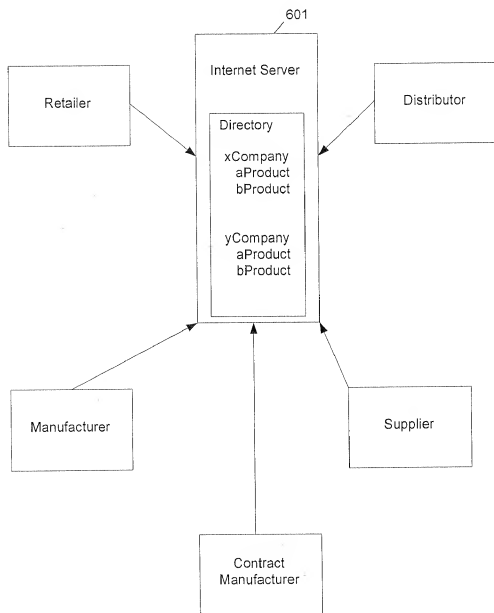 601
Internet Server
Retailer
Distributor
Directory
xCompany
aProduct
bProduct
yCompany
aProduct
bProduct
Manufacturer
Supplier
Contract
Manufacturer